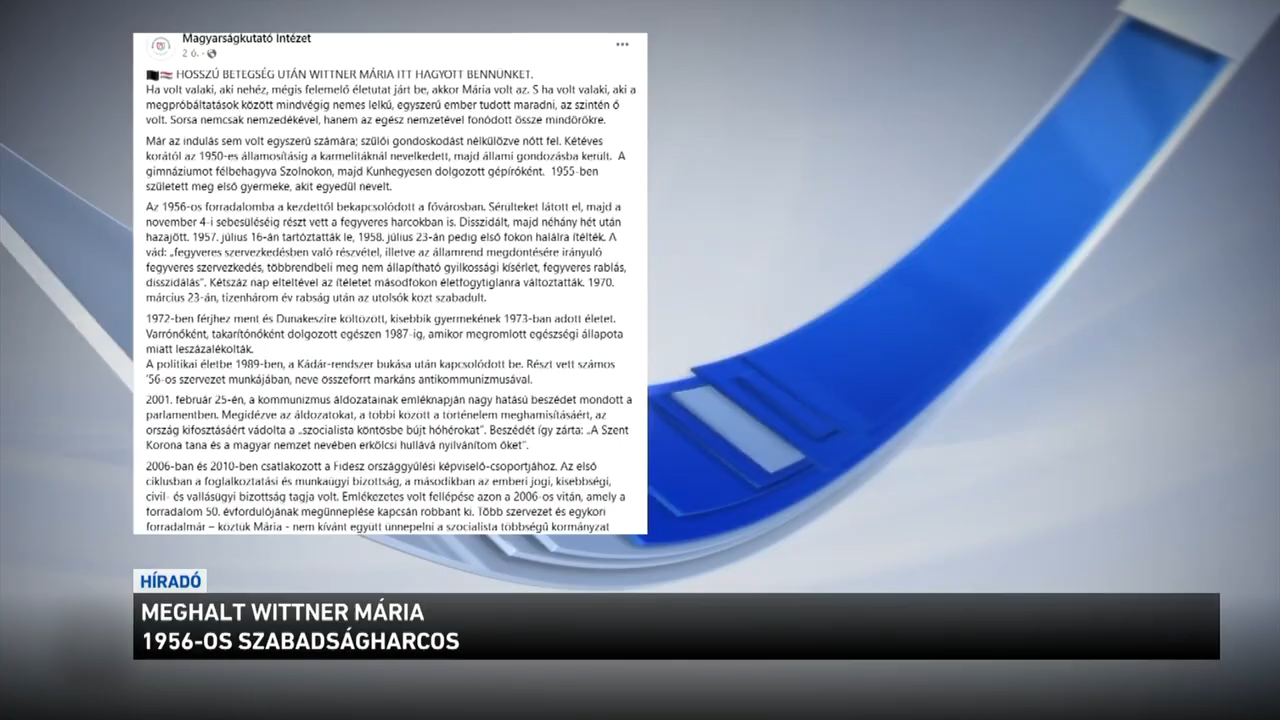 Magyarságkutató Intézet
2 ó. ·
HOSSZÚ BETEGSÉG UTÁN WITTNER MÁRIA ITT HAGYOTT BENNÜNKET.
Ha volt valaki, aki nehéz, mégis felemelő életutat járt be, akkor Mária volt az. S ha volt valaki, aki a
megpróbáltatások között mindvégig nemes lelkű, egyszerű ember tudott maradni, az szintén ő
volt. Sorsa nemcsak nemzedékével, hanem az egész nemzetével fonódott össze mindörökre.
Már az indulás sem volt egyszerű számára; szülői gondoskodást nélkülözve nőtt fel. Kétéves
korától az 1950-es államosításig a karmelitáknál nevelkedett, majd állami gondozásba került. A
gimnáziumot félbehagyva Szolnokon, majd Kunhegyesen dolgozott gépíróként. 1955-ben
született meg első gyermeke, akit egyedül nevelt.
Az 1956-os forradalomba a kezdettől bekapcsolódott a fővárosban. Sérülteket látott el, majd a
november 4-i sebesüléséig részt vett a fegyveres harcokban is. Disszidált, majd néhány hét után
hazajött. 1957. július 16-án tartóztatták le, 1958. július 23-án pedig első fokon halálra ítélték. A
vád: „fegyveres szervezkedésben való részvétel, illetve az államrend megdöntésére irányuló
fegyveres szervezkedés, többrendbeli meg nem állapítható gyilkossági kísérlet, fegyveres rablás,
disszidálás”. Kétszáz nap elteltével az ítéletet másodfokon életfogytiglanra változtatták. 1970.
március 23-án, tizenhárom év rabság után az utolsók közt szabadult.
1972-ben férjhez ment és Dunakeszire költözött, kisebbik gyermekének 1973-ban adott életet.
Varrónőként, takarítónőként dolgozott egészen 1987-ig, amikor megromlott egészségi állapota
miatt leszázalékolták.
A politikai életbe 1989-ben, a Kádár-rendszer bukása után kapcsolódott be. Részt vett számos
’56-os szervezet munkájában, neve összeforrt markáns antikommunizmusával.
2001. február 25-én, a kommunizmus áldozatainak emléknapján nagy hatású beszédet mondott a
parlamentben. Megidézve az áldozatokat, a többi között a történelem meghamisításáért, az
ország kifosztásáért vádolta a „szocialista köntösbe bújt hóhérokat”. Beszédét így zárta: „A Szent
Korona tana és a magyar nemzet nevében erkölcsi hullává nyilvánítom őket”.
2006-ban és 2010-ben csatlakozott a Fidesz országgyűlési képviselő-csoportjához. Az első
ciklusban a foglalkoztatási és munkaügyi bizottság, a másodikban az emberi jogi, kisebbségi,
civil- és vallásügyi bizottság tagja volt. Emlékezetes volt fellépése azon a 2006-os vitán, amely a
forradalom 50. évfordulójának megünneplése kapcsán robbant ki. Több szervezet és egykori
forradalmár – köztük Mária - nem kívánt együtt ünnepelni a szocialista többségű kormányzat
HÍRADÓ
MEGHALT WITTNER MÁRIA
1956-OS SZABADSÁGHARCOS